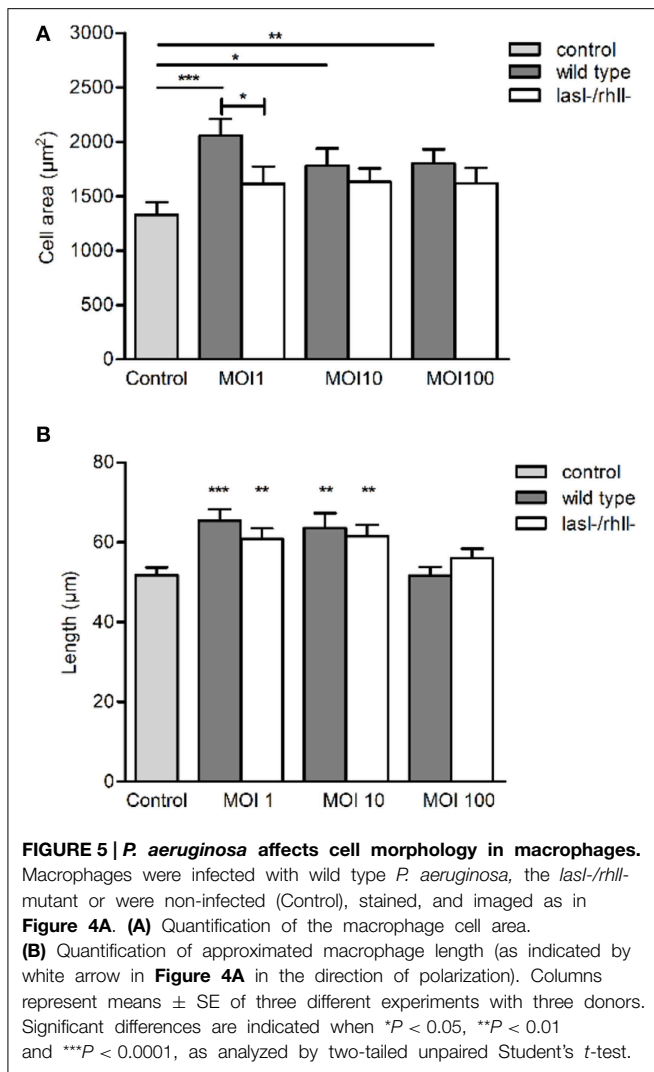 A
3000
2500
2000
1500
1000
500
0
Cell area (µm²)
**
*
***
*
control
wild type
lasI-/rhlI-
Control MOI1 MOI10 MOI100
B
80
60
40
20
0
Length (µm)
*** ** ** **
control
wild type
lasI-/rhlI-
Control MOI 1 MOI 10 MOI 100
FIGURE 5 | P. aeruginosa affects cell morphology in macrophages.
Macrophages were infected with wild type P. aeruginosa, the lasI-/rhlI-
mutant or were non-infected (Control), stained, and imaged as in
Figure 4A. (A) Quantification of the macrophage cell area.
(B) Quantification of approximated macrophage length (as indicated by
white arrow in Figure 4A in the direction of polarization). Columns
represent means ± SE of three different experiments with three donors.
Significant differences are indicated when *P < 0.05, **P < 0.01
and ***P < 0.0001, as analyzed by two-tailed unpaired Student's t-test.